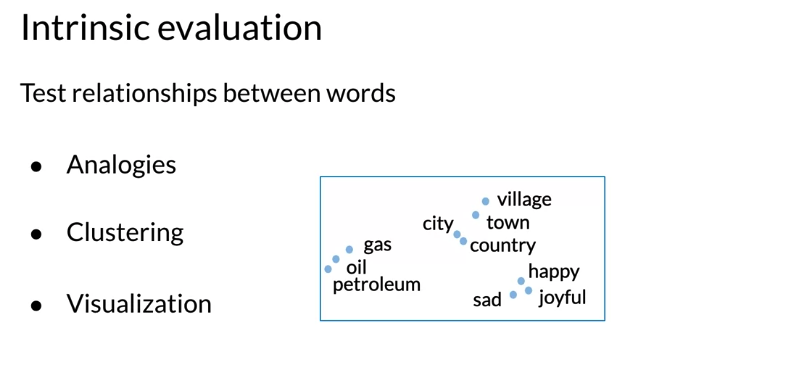 Intrinsic evaluation
Test relationships between words
● Analogies
● Clustering
● Visualization
village
city town
gas country
oil happy
petroleum
sad joyful